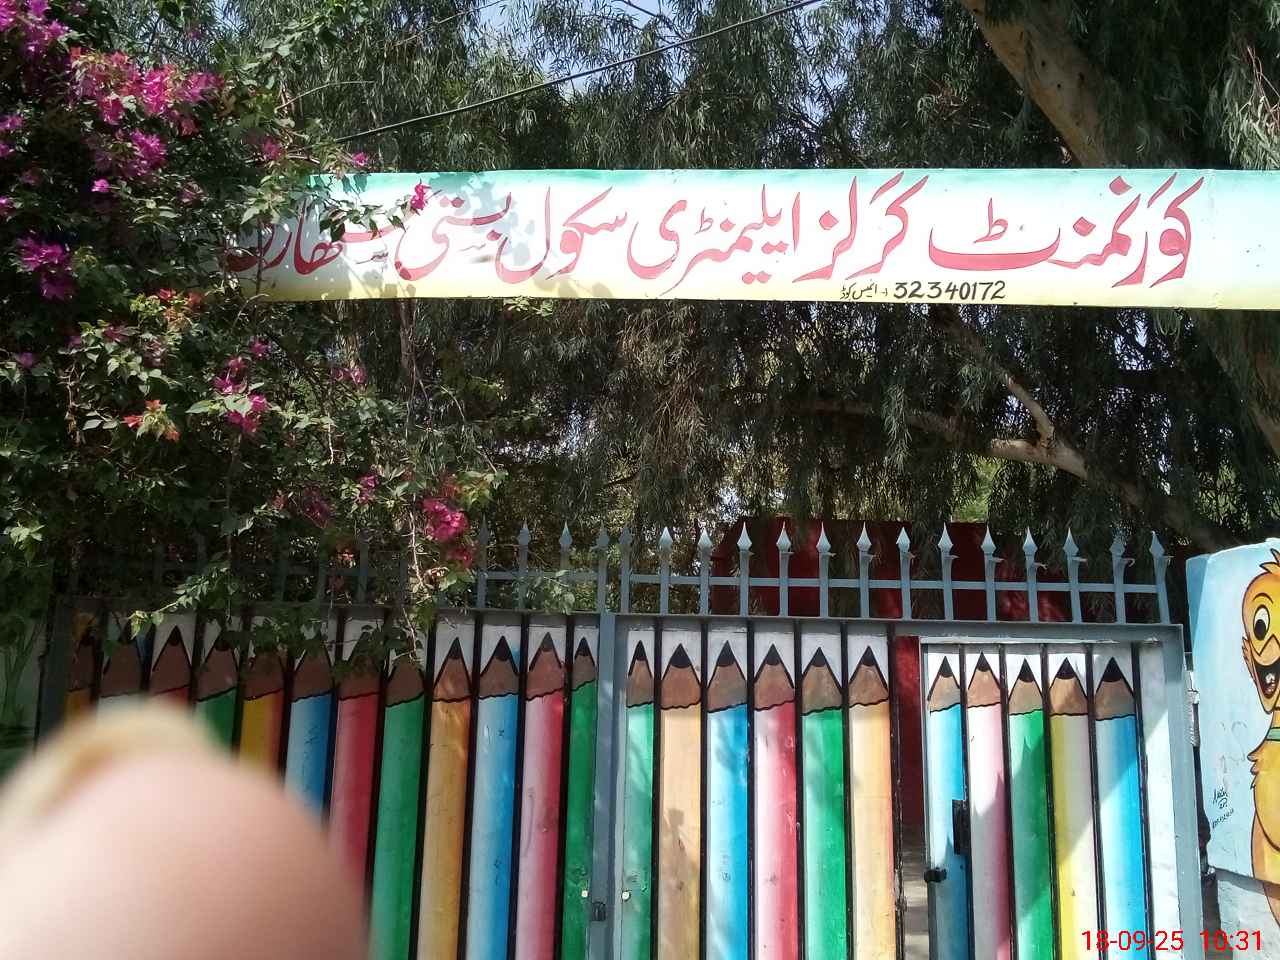 گورنمنٹ گرلز ایلیمنٹری سکول بستی
32340172
18-09-25 10:31